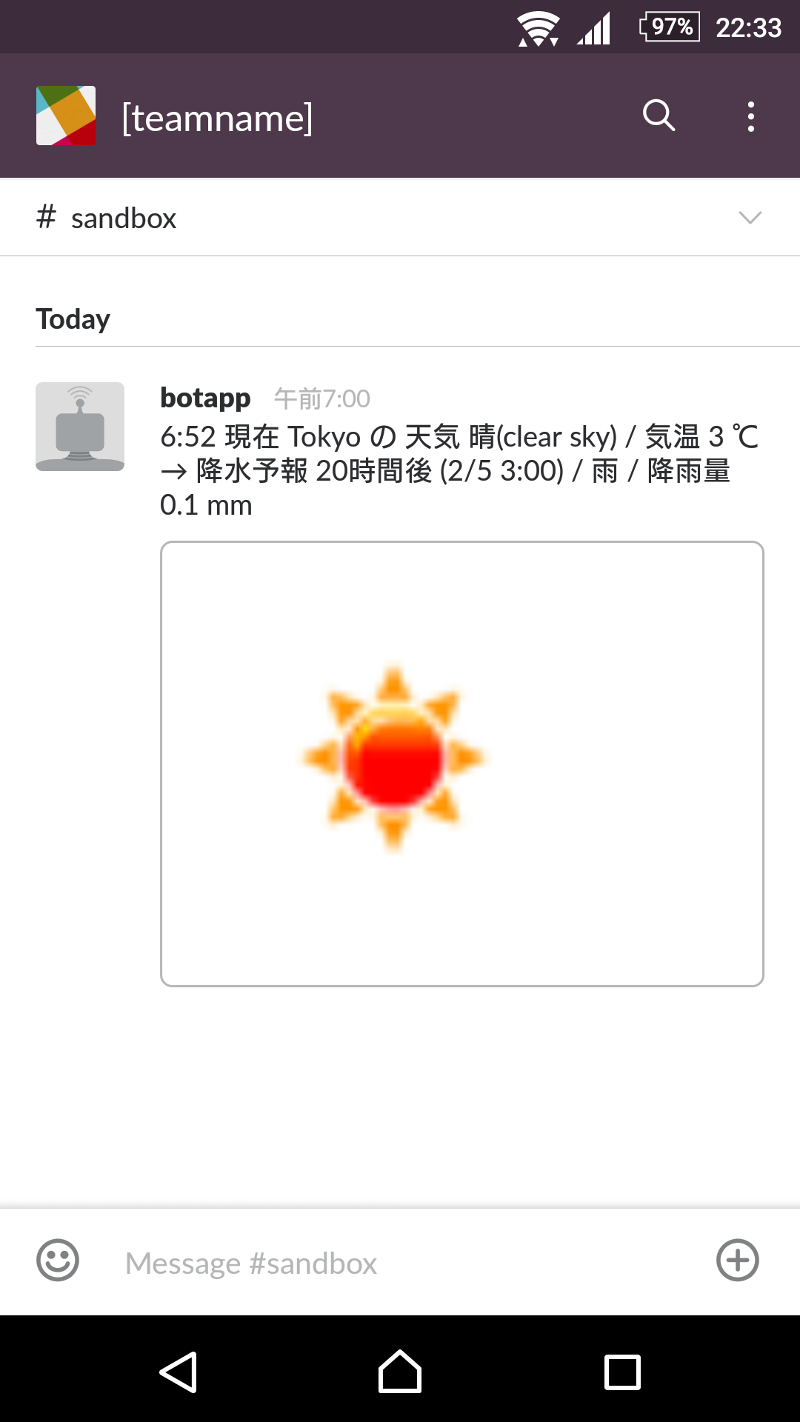 97% 22:33
[teamname]
# sandbox
Today
botapp 午前7:00
6:52 現在 Tokyo の 天気 晴(clear sky) / 気温 3 ℃
→ 降水予報 20時間後 (2/5 3:00) / 雨 / 降雨量
0.1 mm
Message #sandbox